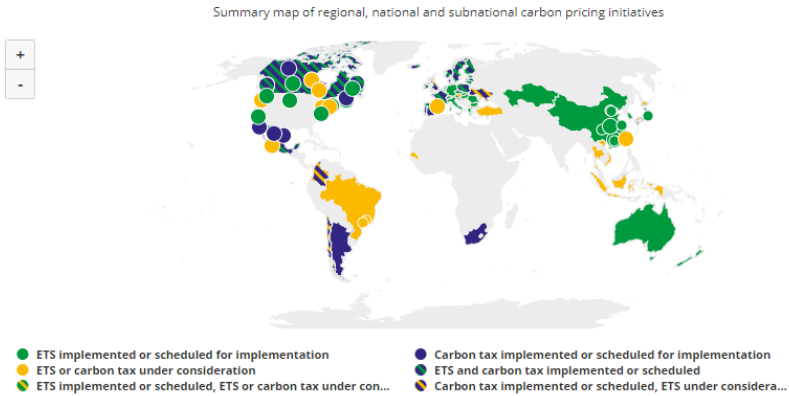 Summary map of regional, national and subnational carbon pricing initiatives
+
-
ETS implemented or scheduled for implementation
Carbon tax implemented or scheduled for implementation
ETS or carbon tax under consideration
ETS and carbon tax implemented or scheduled
ETS implemented or scheduled, ETS or carbon tax under con...
Carbon tax implemented or scheduled, ETS under considera...